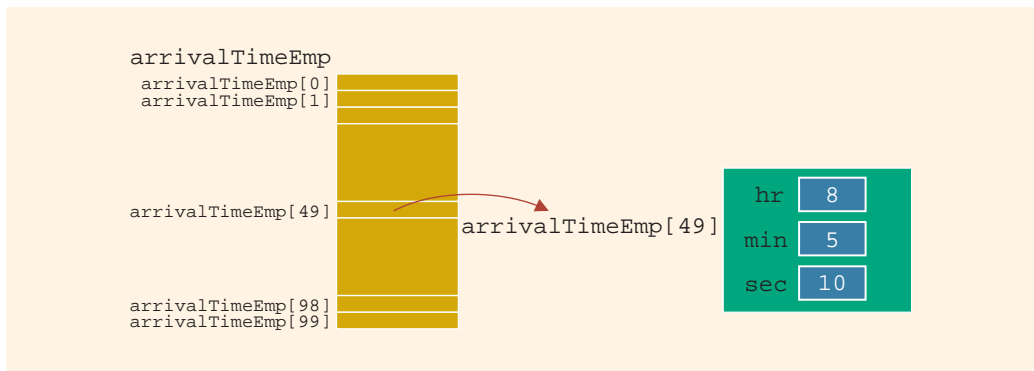 arrivalTimeEmp
arrivalTimeEmp[0]
arrivalTimeEmp[1]
arrivalTimeEmp[49]
arrivalTimeEmp[98]
arrivalTimeEmp[99]
arrivalTimeEmp[49]
hr 8
min 5
sec 10